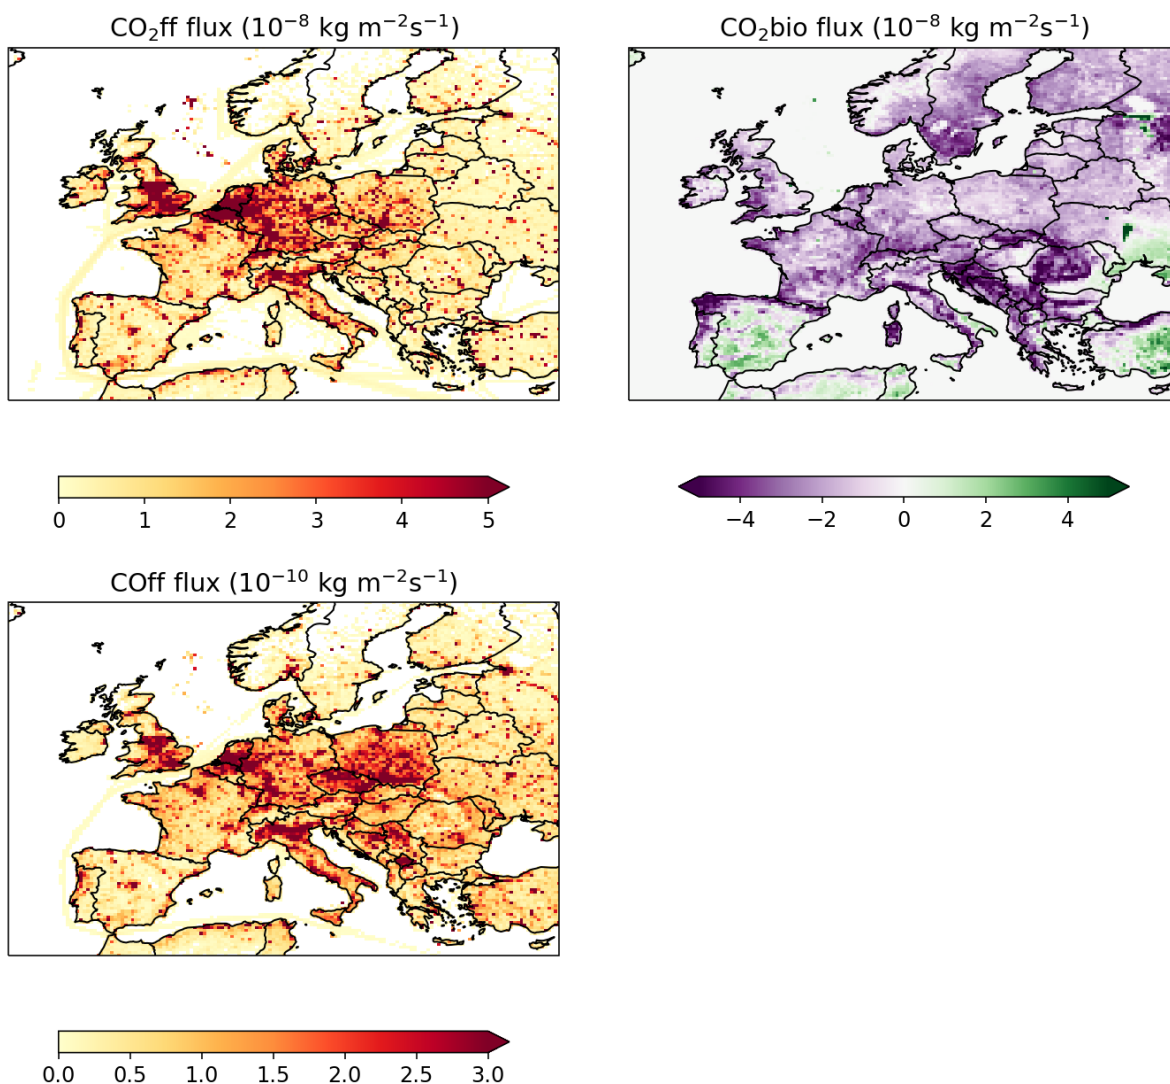 CO₂ff flux (10⁻⁸ kg m⁻²s⁻¹)
CO₂bio flux (10⁻⁸ kg m⁻²s⁻¹)
0 1 2 3 4 5
−4 −2 0 2 4
COff flux (10⁻¹⁰ kg m⁻²s⁻¹)
0.0 0.5 1.0 1.5 2.0 2.5 3.0